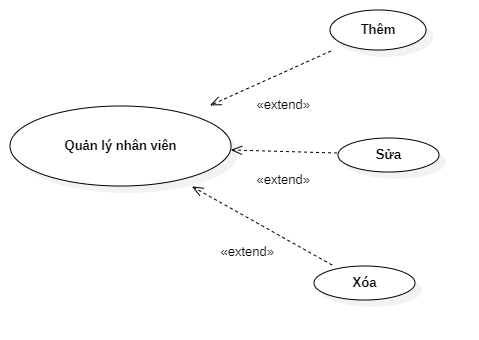 Thêm
«extend»
Quản lý nhân viên
Sửa
«extend»
«extend»
Xóa